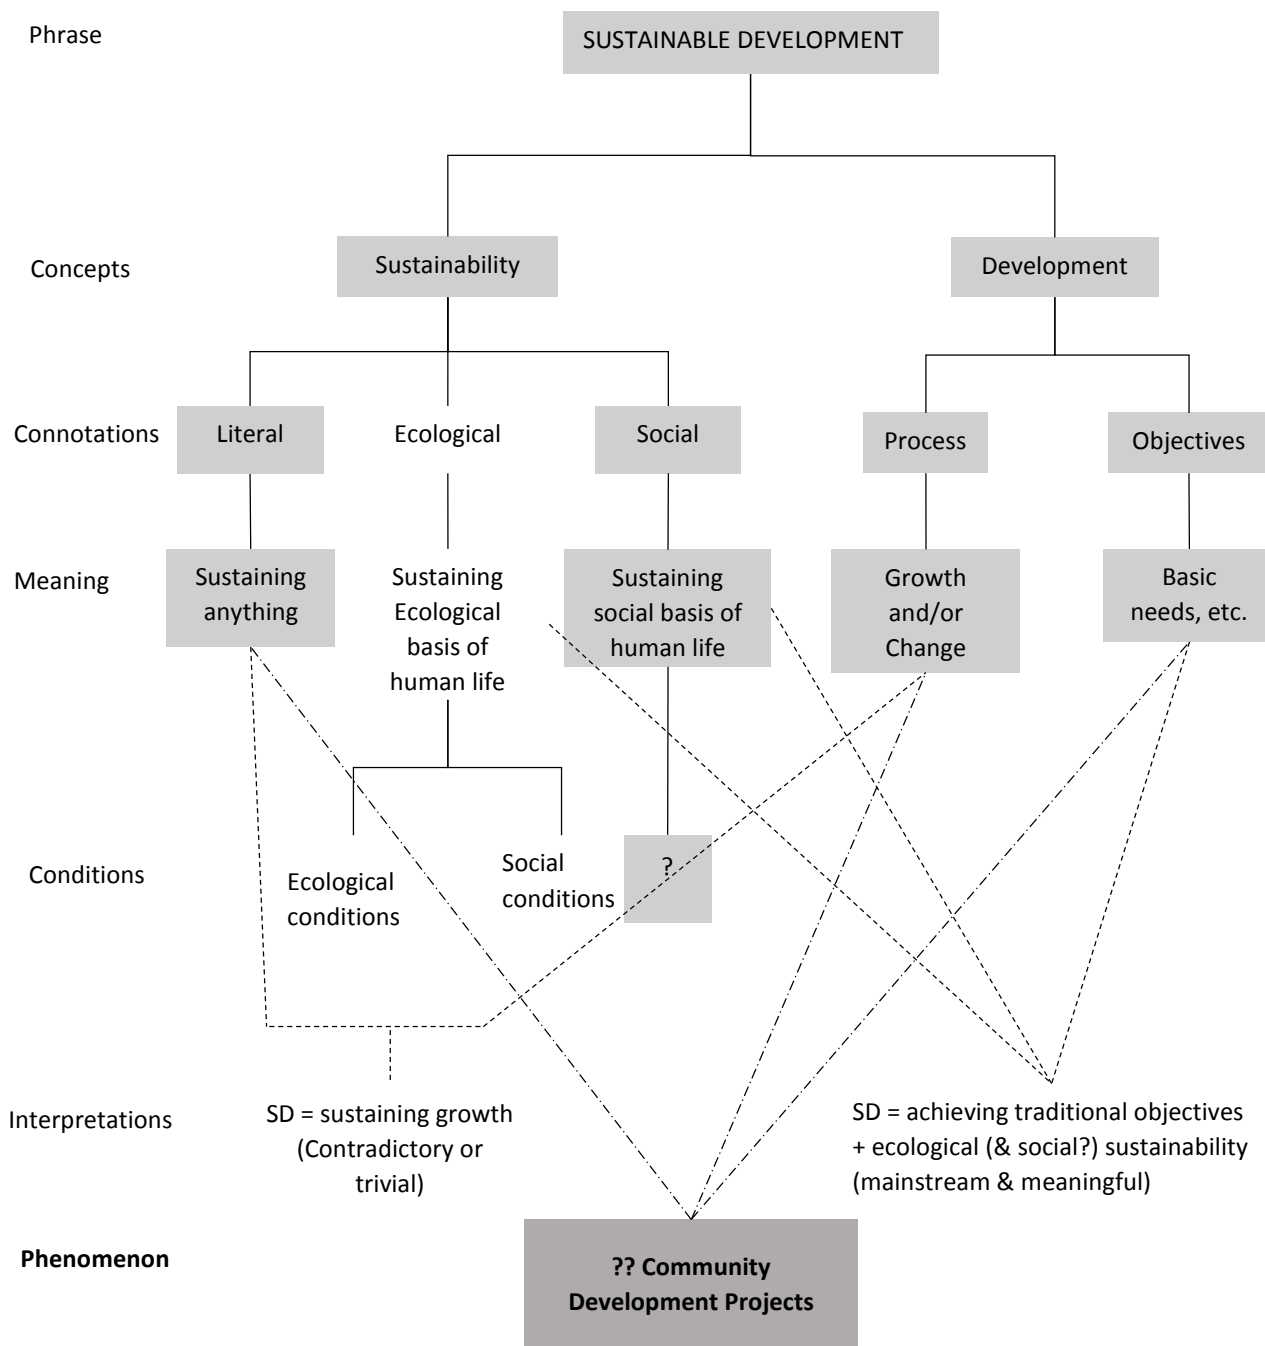 Phrase
SUSTAINABLE DEVELOPMENT
Concepts
Sustainability
Development
Connotations
Literal
Ecological
Social
Process
Objectives
Meaning
Sustaining
anything
Sustaining
Ecological
basis of
human life
Sustaining
social basis of
human life
Growth
and/or
Change
Basic
needs, etc.
Conditions
Ecological
conditions
Social
conditions
?
Interpretations
SD = sustaining growth
(Contradictory or
trivial)
SD = achieving traditional objectives
+ ecological (& social?) sustainability
(mainstream & meaningful)
Phenomenon
?? Community
Development Projects